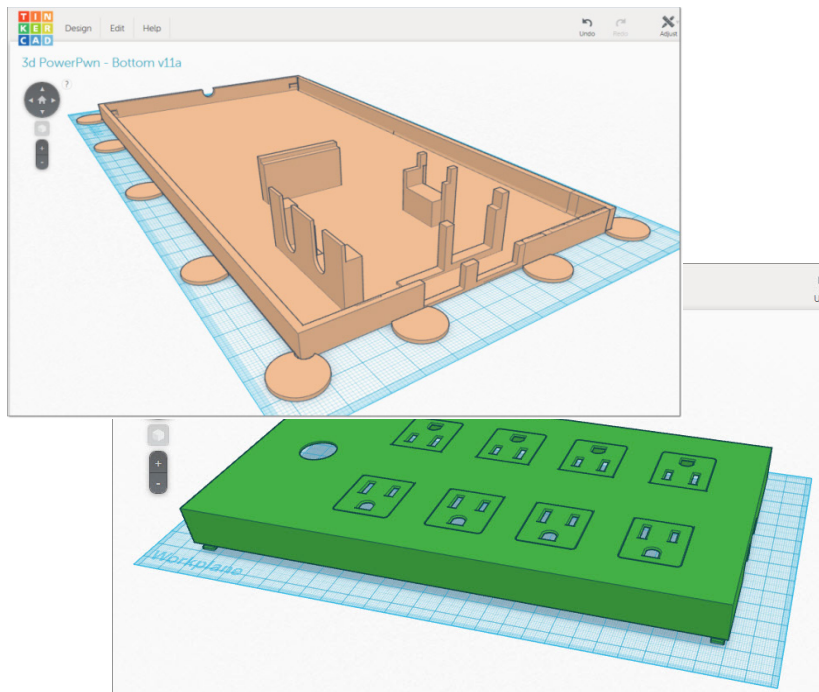 TIN
KER
CAD
Design Edit Help
Undo Redo Adjust
3d PowerPwn - Bottom v11a
?
+
-
U
+
-
Workplane